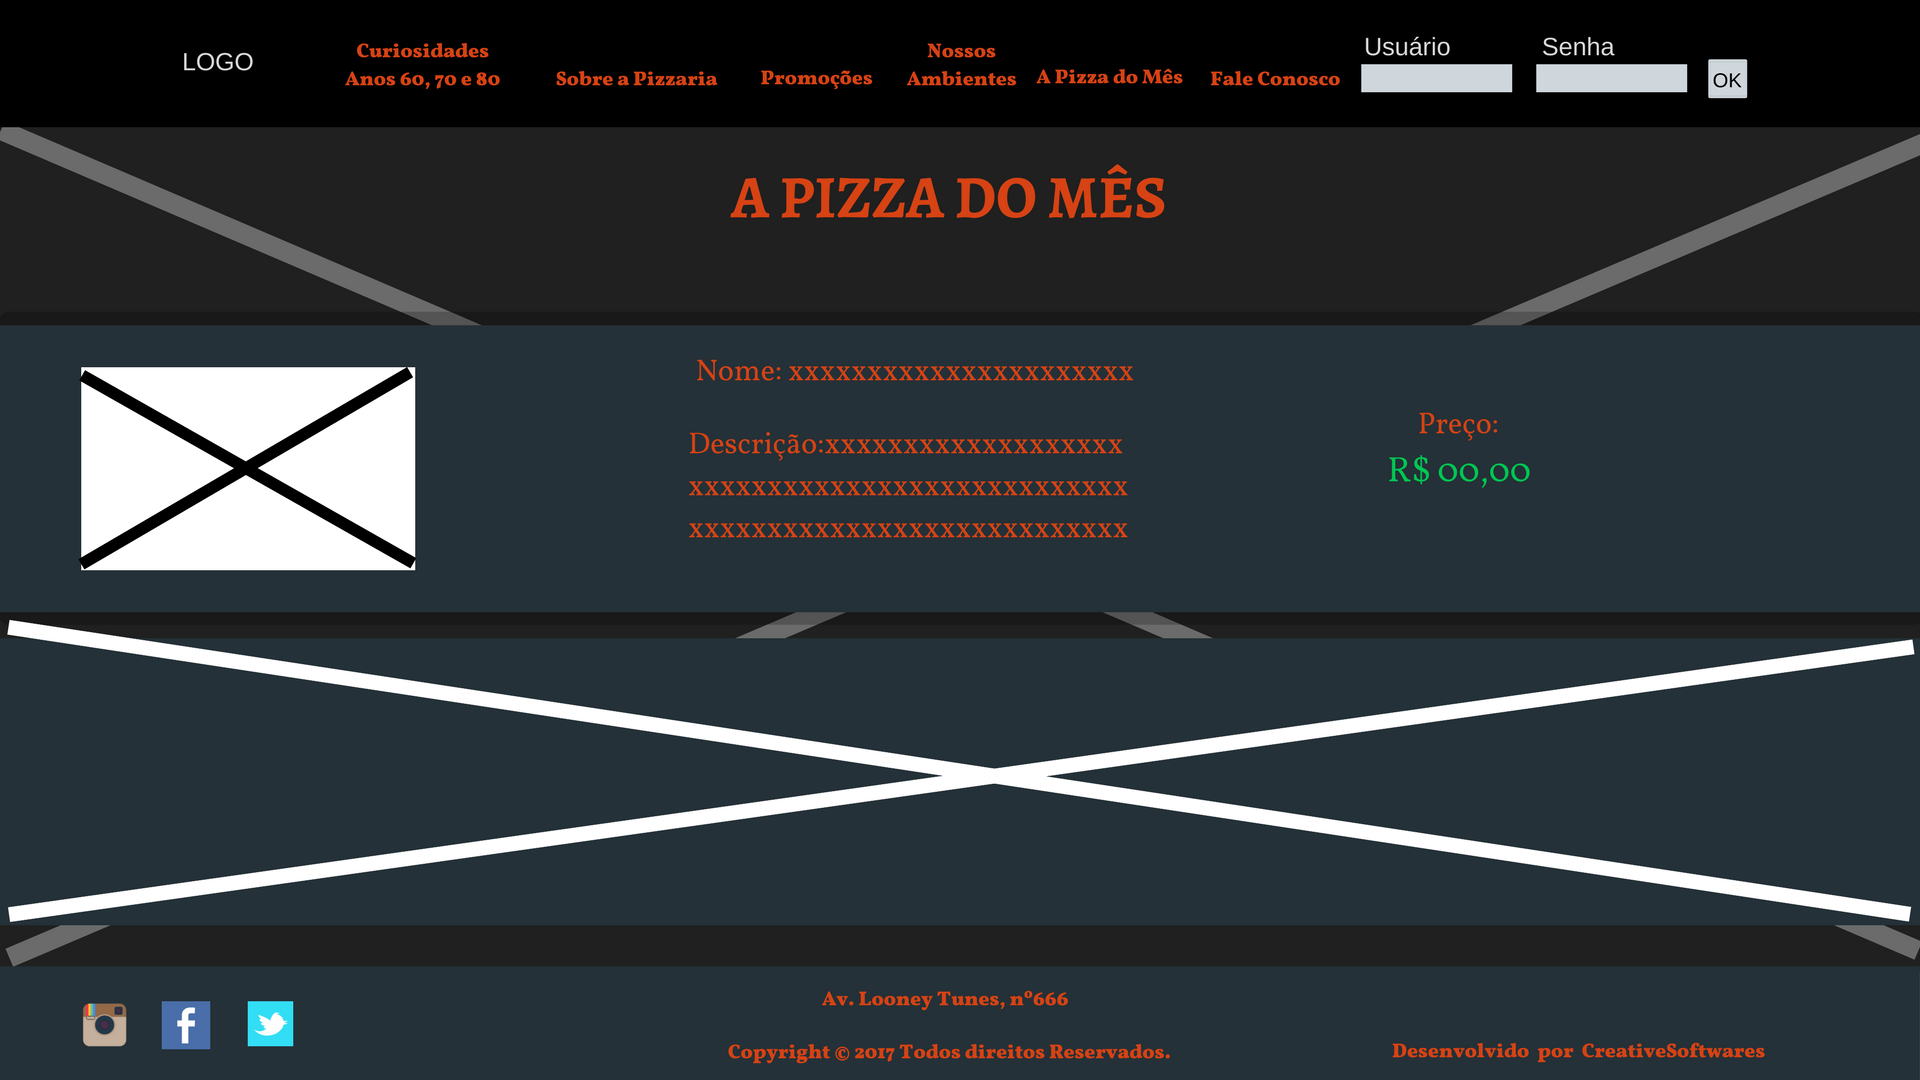 LOGO
Curiosidades
Anos 60, 70 e 80
Sobre a Pizzaria
Promoções
Nossos
Ambientes
A Pizza do Mês
Fale Conosco
Usuário
Senha
OK
A PIZZA DO MÊS
Nome: xxxxxxxxxxxxxxxxxxxxxx
Descrição:xxxxxxxxxxxxxxxxxxx
xxxxxxxxxxxxxxxxxxxxxxxxxxxx
xxxxxxxxxxxxxxxxxxxxxxxxxxxx
Preço:
R$ 00,00
Av. Looney Tunes, nº666
Copyright © 2017 Todos direitos Reservados.
Desenvolvido por CreativeSoftwares